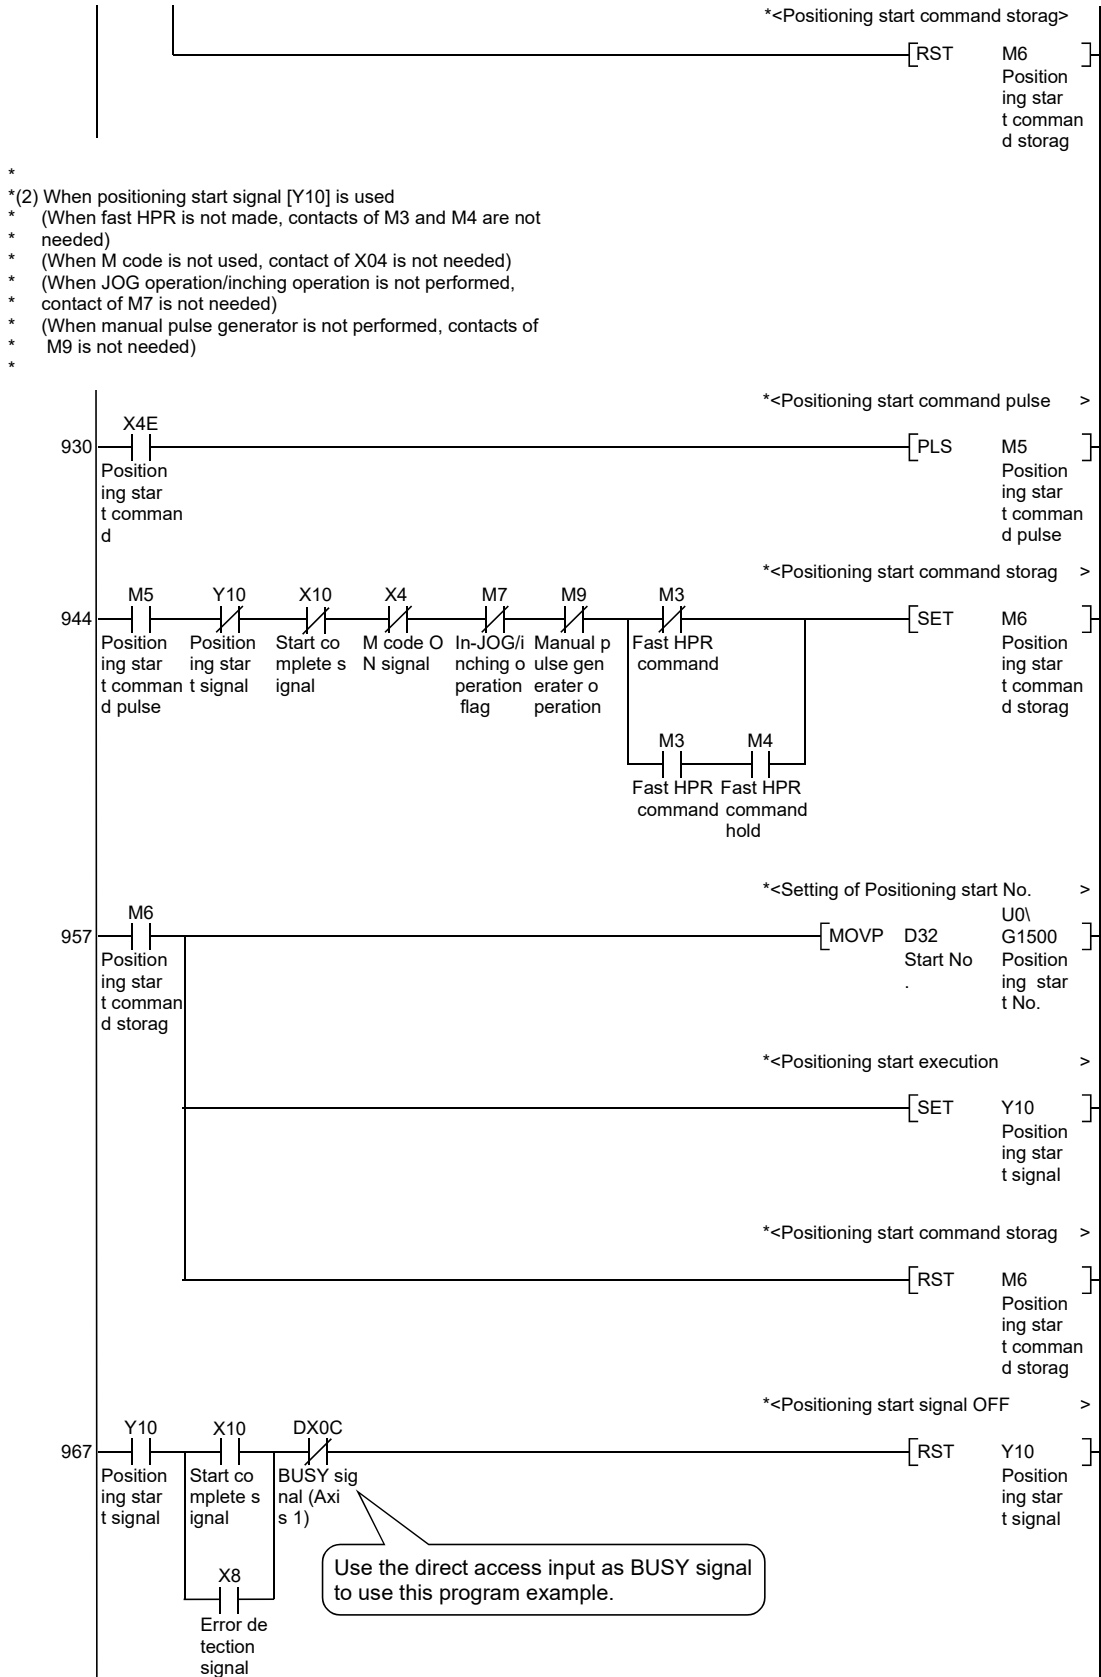 *<Positioning start command storag>
[RST M6 ]
Position
ing star
t comman
d storag
*
*(2) When positioning start signal [Y10] is used
* (When fast HPR is not made, contacts of M3 and M4 are not
* needed)
* (When M code is not used, contact of X04 is not needed)
* (When JOG operation/inching operation is not performed,
* contact of M7 is not needed)
* (When manual pulse generator is not performed, contacts of
* M9 is not needed)
*
*<Positioning start command pulse >
X4E
930 [PLS M5 ]
Position
ing star
t comman
d
Position
ing star
t comman
d pulse
*<Positioning start command storag >
M5 Y10 X10 X4 M7 M9 M3
944 [SET M6 ]
Position
ing star
t comman
d pulse
Position
ing star
t signal
Start co
mplete s
ignal
M code O
N signal
In-JOG/i
nching o
peration
flag
Manual p
ulse gen
erater o
peration
Fast HPR
command
Position
ing star
t comman
d storag
M3 M4
Fast HPR
command
Fast HPR
command
hold
*<Setting of Positioning start No. >
M6
957 [MOVP D32 U0\
G1500 ]
Position
ing star
t comman
d storag
Start No
.
Position
ing star
t No.
*<Positioning start execution >
[SET Y10 ]
Position
ing star
t signal
*<Positioning start command storag >
[RST M6 ]
Position
ing star
t comman
d storag
*<Positioning start signal OFF >
Y10 X10 DX0C
967 [RST Y10 ]
Position
ing star
t signal
Start co
mplete s
ignal
BUSY sig
nal (Axi
s 1)
Position
ing star
t signal
Use the direct access input as BUSY signal
to use this program example.
X8
Error de
tection
signal